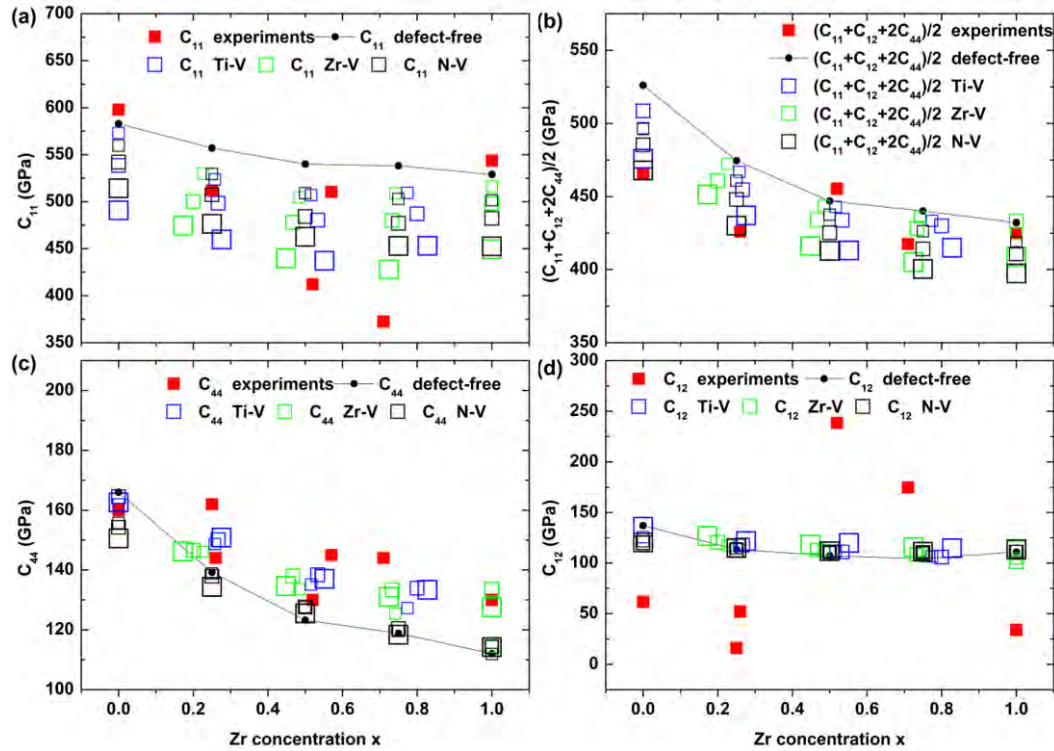 (a)
C₁₁ experiments C₁₁ defect-free
C₁₁ Ti-V C₁₁ Zr-V C₁₁ N-V
700
650
600
550
500
450
400
350
C₁₁ (GPa)
(b)
(C₁₁+C₁₂+2C₄₄)/2 experiments
(C₁₁+C₁₂+2C₄₄)/2 defect-free
(C₁₁+C₁₂+2C₄₄)/2 Ti-V
(C₁₁+C₁₂+2C₄₄)/2 Zr-V
(C₁₁+C₁₂+2C₄₄)/2 N-V
550
500
450
400
350
(C₁₁+C₁₂+2C₄₄)/2 (GPa)
(c)
C₄₄ experiments C₄₄ defect-free
C₄₄ Ti-V C₄₄ Zr-V C₄₄ N-V
200
180
160
140
120
100
C₄₄ (GPa)
0.0 0.2 0.4 0.6 0.8 1.0
Zr concentration x
(d)
C₁₂ experiments C₁₂ defect-free
C₁₂ Ti-V C₁₂ Zr-V C₁₂ N-V
300
250
200
150
100
50
0
C₁₂ (GPa)
0.0 0.2 0.4 0.6 0.8 1.0
Zr concentration x